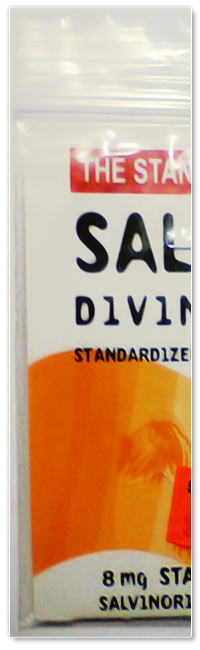 THE STAN
SAL
D1V1N
STANDARDIZE
8 mg STA
SALVINORI